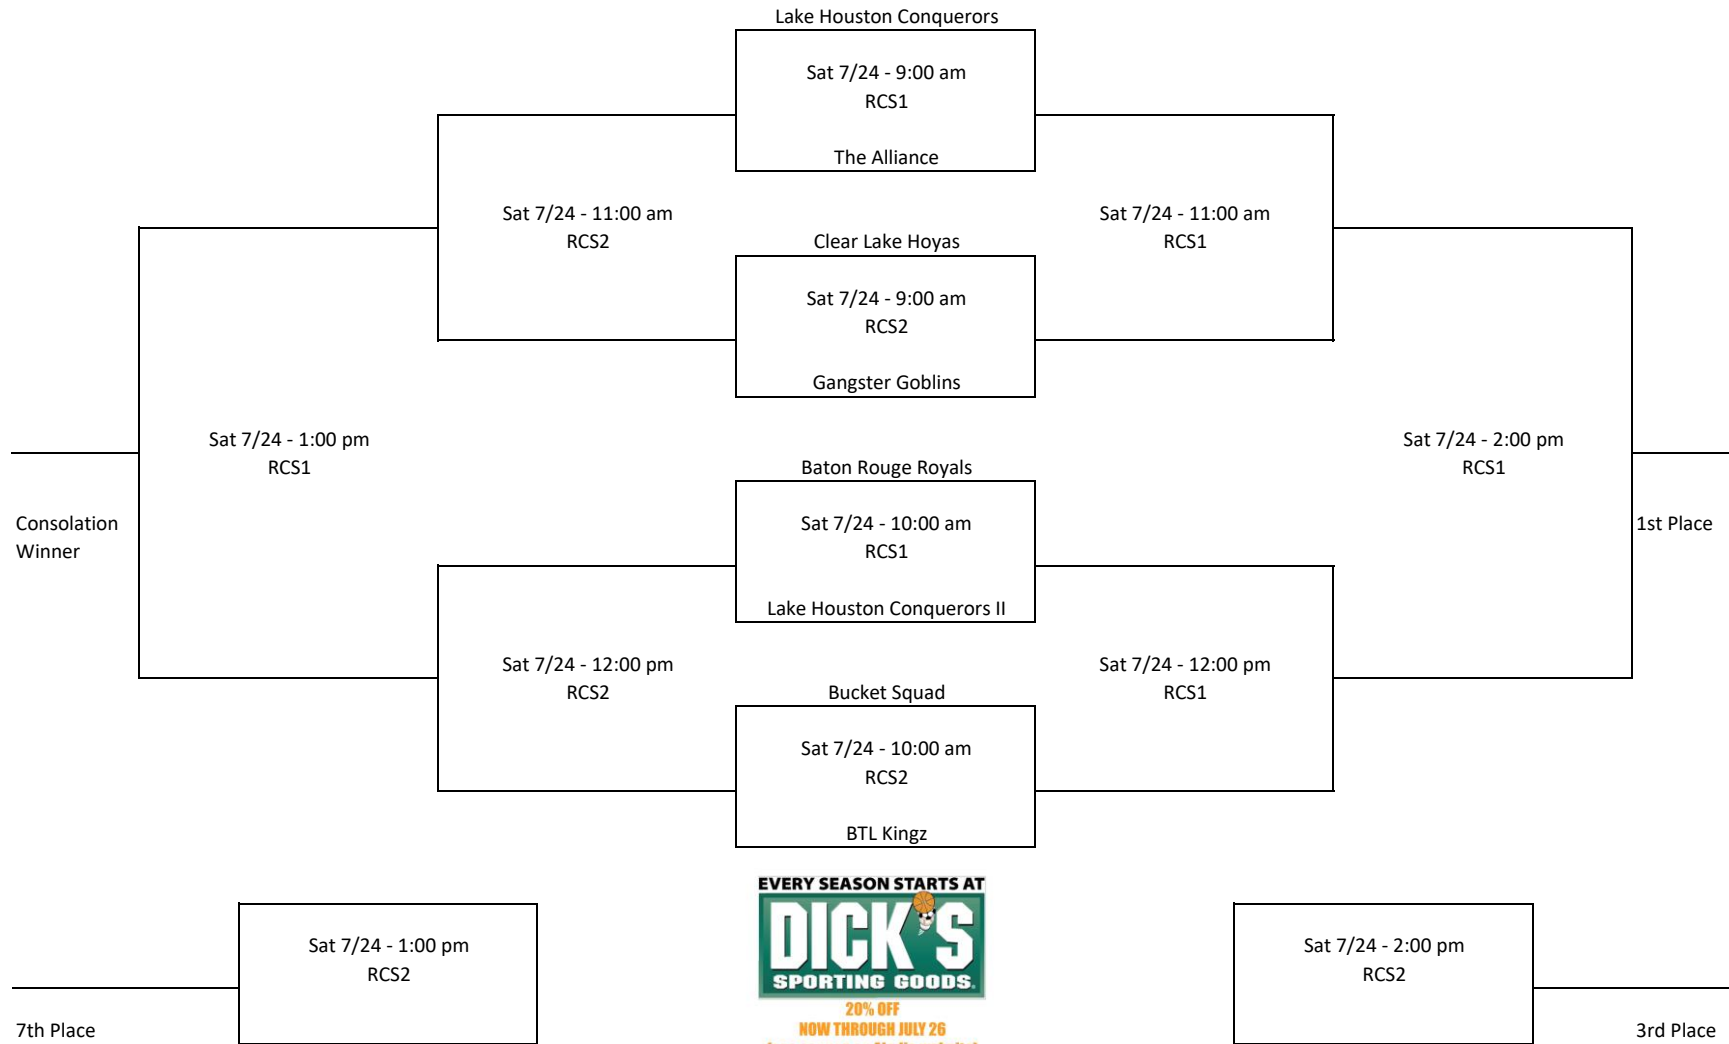 Lake Houston Conquerors
Sat 7/24 - 9:00 am
RCS1
The Alliance
Sat 7/24 - 11:00 am
RCS2
Sat 7/24 - 11:00 am
RCS1
Clear Lake Hoyas
Sat 7/24 - 9:00 am
RCS2
Gangster Goblins
Sat 7/24 - 1:00 pm
RCS1
Sat 7/24 - 2:00 pm
RCS1
Baton Rouge Royals
Sat 7/24 - 10:00 am
RCS1
Lake Houston Conquerors II
Consolation
Winner
1st Place
Sat 7/24 - 12:00 pm
RCS2
Sat 7/24 - 12:00 pm
RCS1
Bucket Squad
Sat 7/24 - 10:00 am
RCS2
BTL Kingz
EVERY SEASON STARTS AT
DICK'S
SPORTING GOODS.
20% OFF
NOW THROUGH JULY 26
Sat 7/24 - 1:00 pm
RCS2
7th Place
Sat 7/24 - 2:00 pm
RCS2
3rd Place